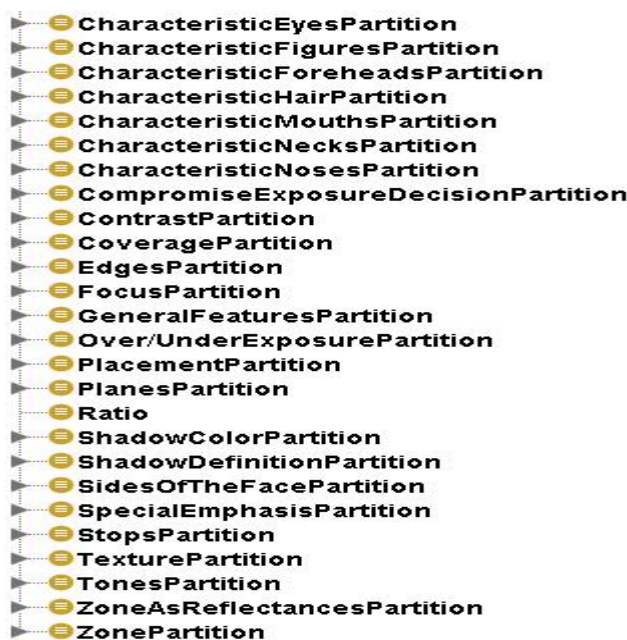 CharacteristicEyesPartition
CharacteristicFiguresPartition
CharacteristicForeheadsPartition
CharacteristicHairPartition
CharacteristicMouthsPartition
CharacteristicNecksPartition
CharacteristicNosesPartition
CompromiseExposureDecisionPartition
ContrastPartition
CoveragePartition
EdgesPartition
FocusPartition
GeneralFeaturesPartition
Over/UnderExposurePartition
PlacementPartition
PlanesPartition
Ratio
ShadowColorPartition
ShadowDefinitionPartition
SidesOfTheFacePartition
SpecialEmphasisPartition
StopsPartition
TexturePartition
TonesPartition
ZoneAsReflectancesPartition
ZonePartition